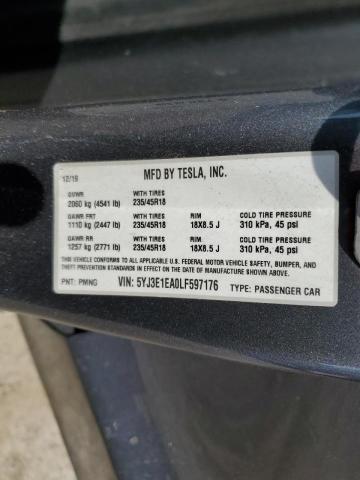 12/19 MFD BY TESLA, INC.
GVWR WITH TIRES
2060 kg (4541 lb) 235/45R18
GAWR FRT WITH TIRES RIM COLD TIRE PRESSURE
1110 kg (2447 lb) 235/45R18 18X8.5 J 310 kPa, 45 psi
GAWR RR WITH TIRES RIM COLD TIRE PRESSURE
1257 kg (2771 lb) 235/45R18 18X8.5 J 310 kPa, 45 psi
THIS VEHICLE CONFORMS TO ALL APPLICABLE U.S. FEDERAL MOTOR VEHICLE SAFETY, BUMPER, AND
THEFT PREVENTION STANDARDS IN EFFECT ON THE DATE OF MANUFACTURE SHOWN ABOVE.
PNT: PMNG VIN: 5YJ3E1EA0LF597176 TYPE: PASSENGER CAR